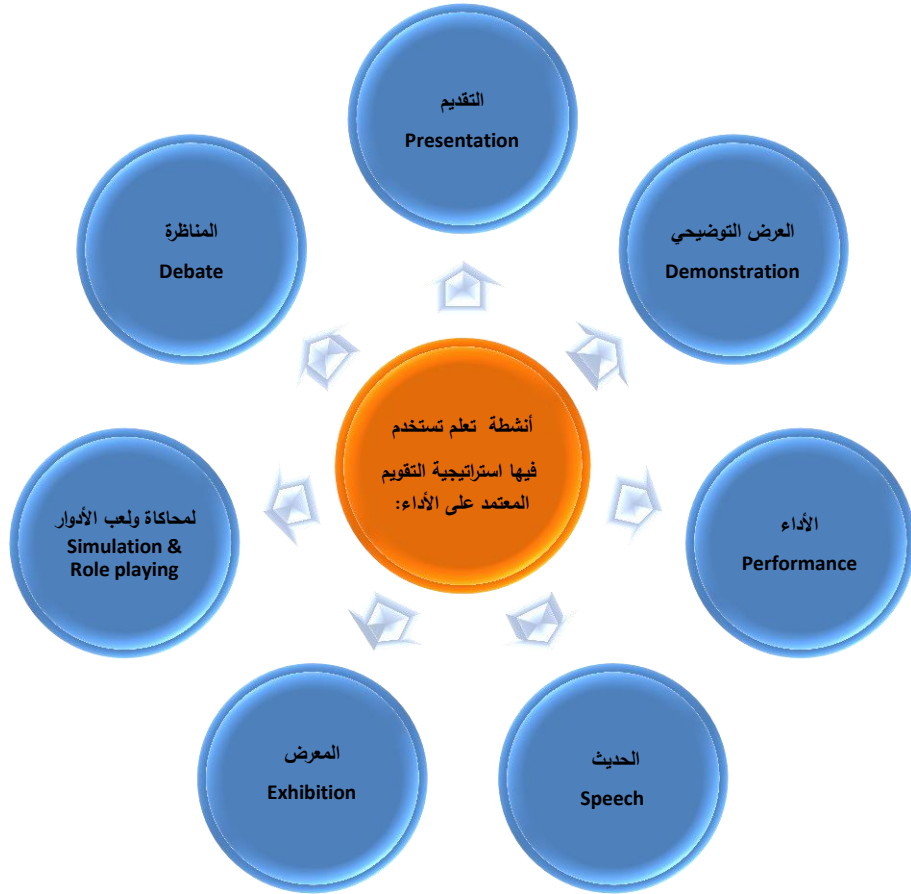 التقديم
Presentation
العرض التوضيحي
Demonstration
الأداء
Performance
الحديث
Speech
المعرض
Exhibition
لمحاكاة ولعب الأدوار
Simulation &
Role playing
المناظرة
Debate
أنشطة تعلم تستخدم
فيها استراتيجية التقويم
المعتمد على الأداء: